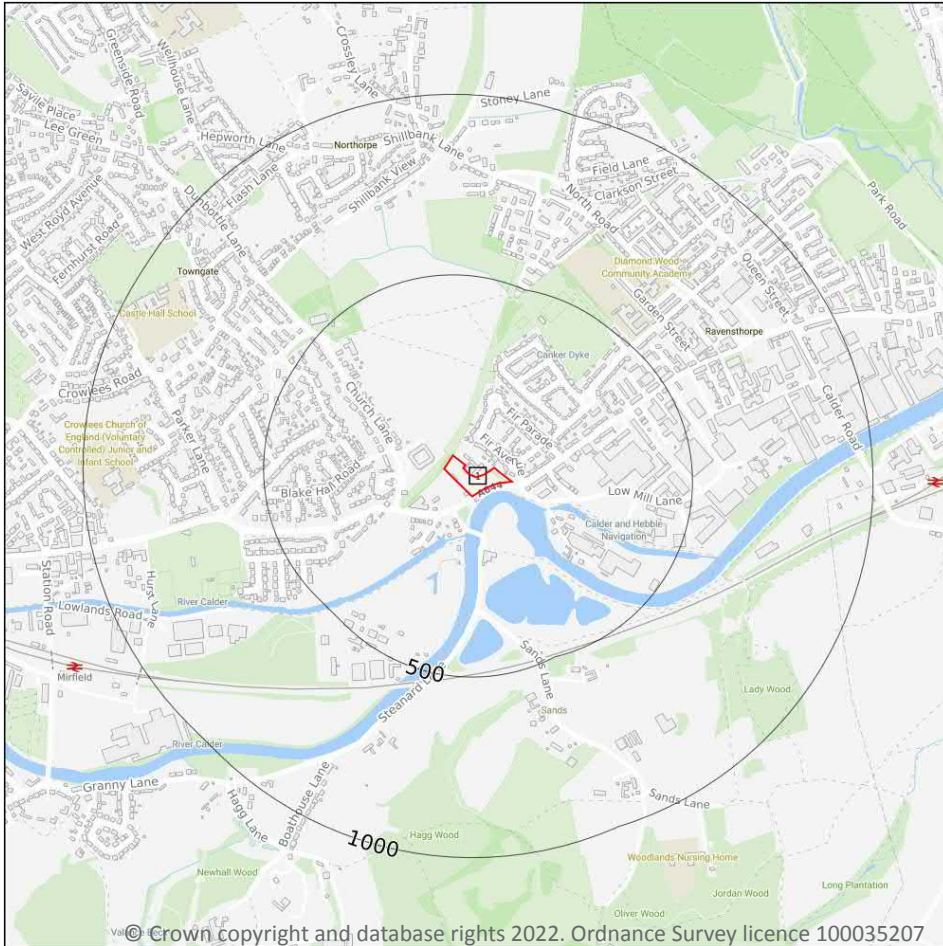 Stoney Lane
Crossley Lane
Greenside Road
Wellhouse Lane
Savile Place
Lee Green
Hepworth Lane
Northorpe
Shillbank Lane
Shillbank View
Flash Lane
Dunbottle Lane
West Royd Avenue
Fernhurst Road
Field Lane
Clarkson Street
North Road
Park Road
Towngate
Castle Hall School
Diamond Wood
Community Academy
Queen Street
Garden Street
Ravensthorpe
Canker Dyke
Crowlees Road
Church Lane
Calder Road
Parker Lane
Fir Parade
Fir Avenue
Crowlees Church of
England (Voluntary
Controlled) Junior and
Infant School
Blake Hall Road
1
Low Mill Lane
Calder and Hebble
Navigation
Station Road
Hurst Lane
Lowlands Road
River Calder
Mirfield
500
Sands Lane
Lady Wood
Sands
River Calder
Granny Lane
Hagg Lane
Boathouse Lane
Sands Lane
1000
Hagg Wood
Woodlands Nursing Home
Newhall Wood
Jordan Wood
Long Plantation
Oliver Wood
© Crown copyright and database rights 2022. Ordnance Survey licence 100035207